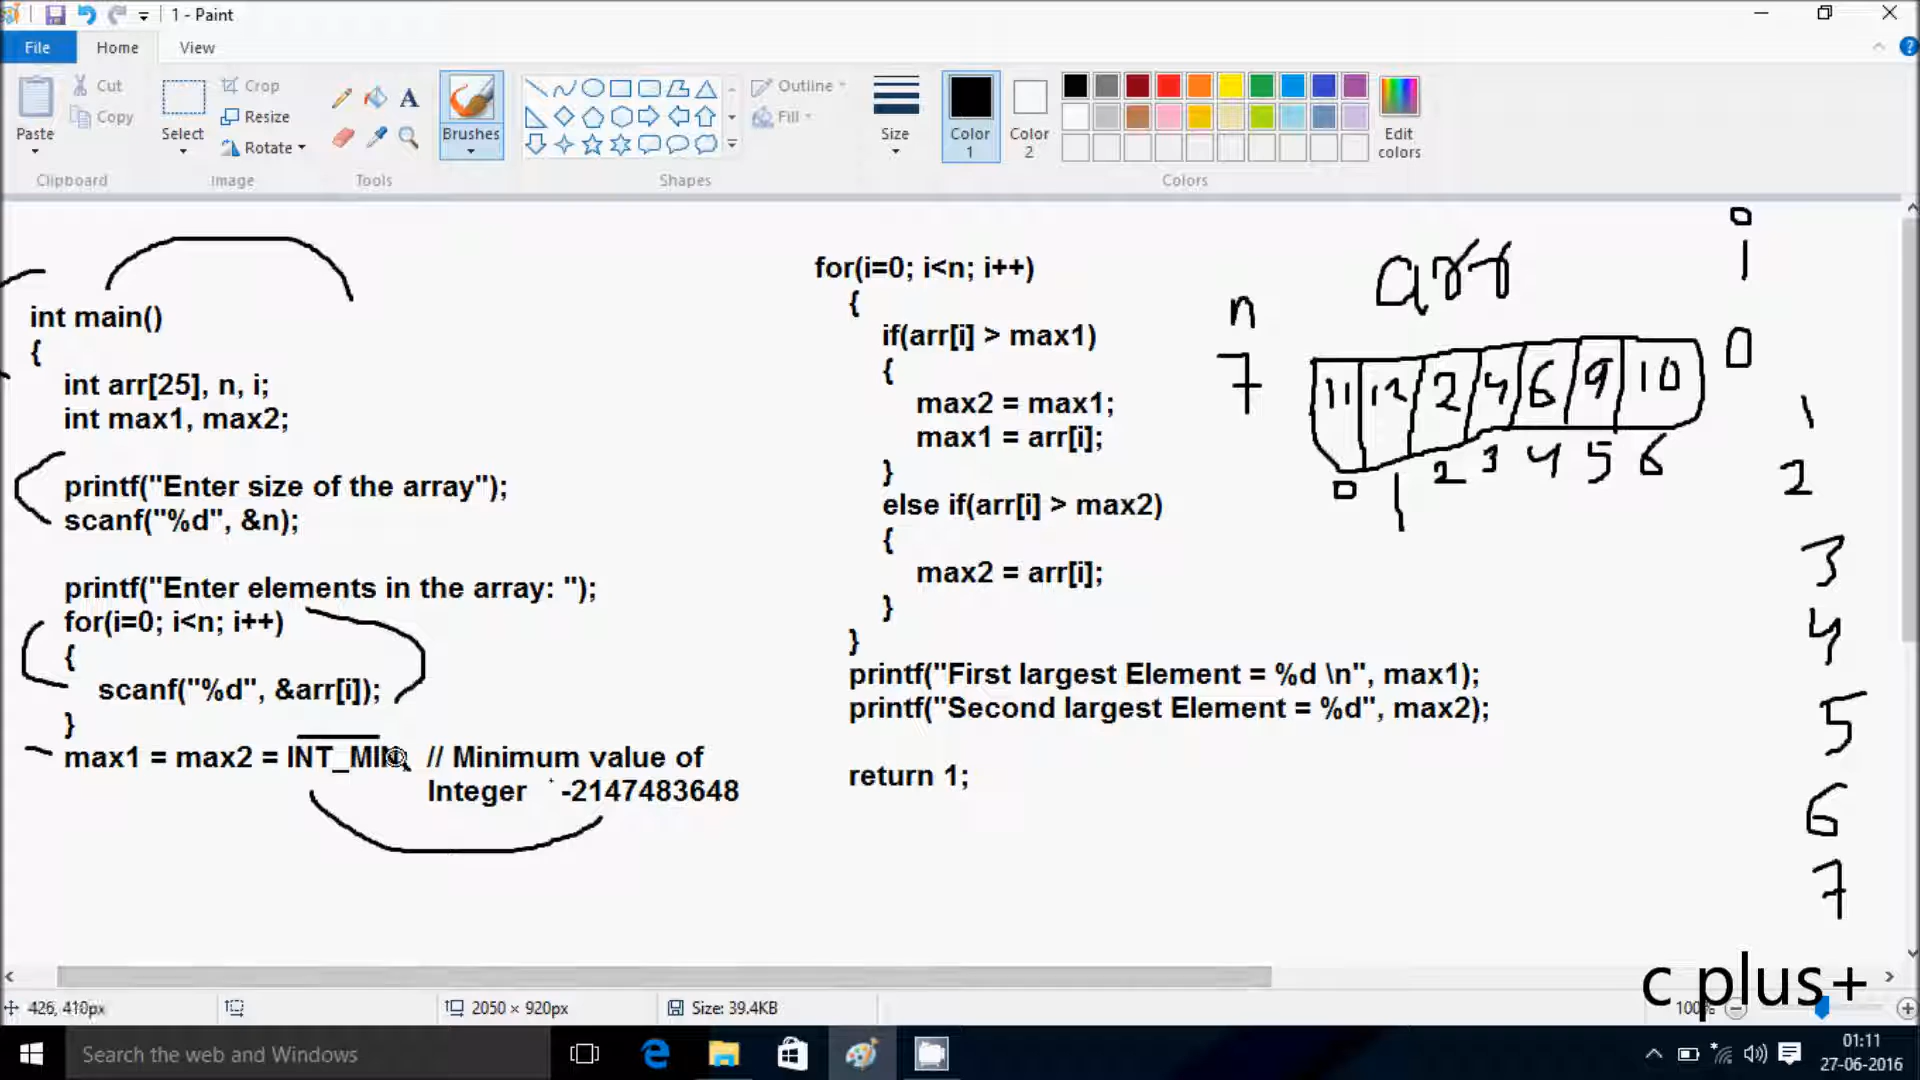 1 - Paint
File Home View
Paste
Cut
Copy
Clipboard
Select
Crop
Resize
Rotate
Image
Tools
Brushes
Outline
Fill
Shapes
Size
Color 1
Color 2
Edit colors
Colors
int main()
{
int arr[25], n, i;
int max1, max2;
printf("Enter size of the array");
scanf("%d", &n);
printf("Enter elements in the array: ");
for(i=0; i<n; i++)
{
scanf("%d", &arr[i]);
}
max1 = max2 = INT_MIN // Minimum value of
Integer -2147483648
for(i=0; i<n; i++)
{
if(arr[i] > max1)
{
max2 = max1;
max1 = arr[i];
}
else if(arr[i] > max2)
{
max2 = arr[i];
}
}
printf("First largest Element = %d \n", max1);
printf("Second largest Element = %d", max2);
return 1;
n
7
arr
11 12 2 4 6 9 10
0 1 2 3 4 5 6
i
0
1
2
3
4
5
6
7
c plus+
426, 410px
2050 × 920px
Size: 39.4KB
100%
Search the web and Windows
01:11
27-06-2016